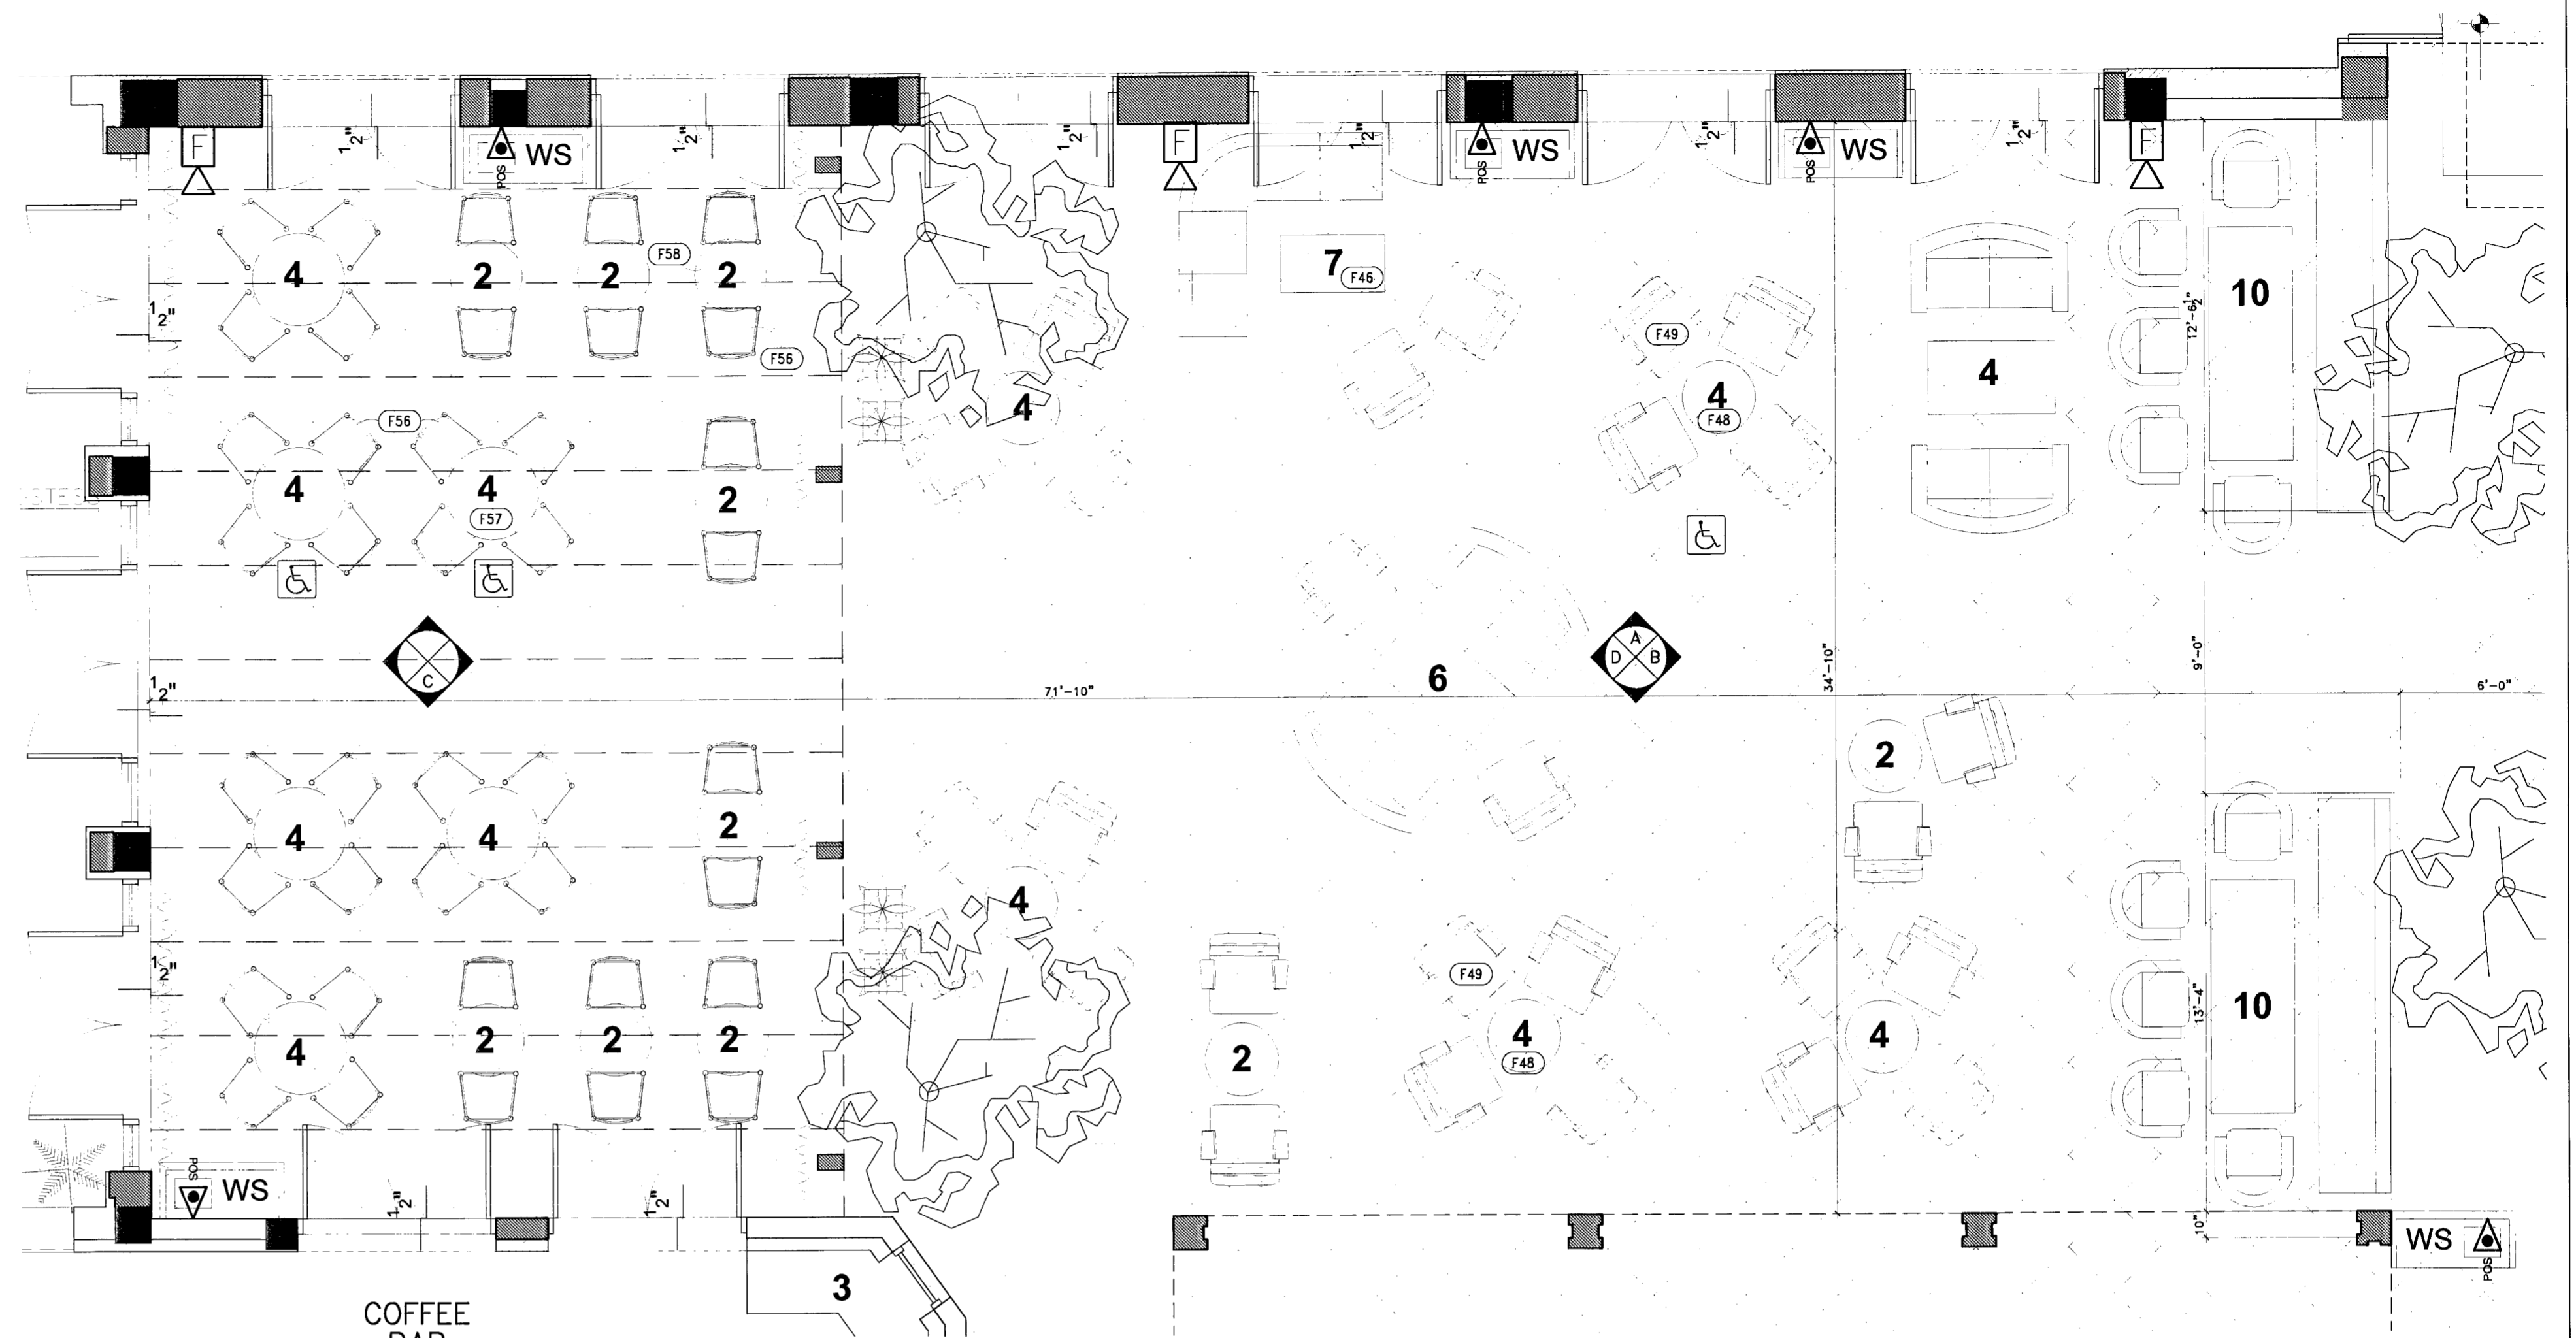 1/2" 1/2" 1/2" 1/2" 1/2" 1/2"
F WS F WS WS F
POS POS POS
F58
4 2 2 2 7 10
F46
1/2" 12'-6 1/2"
F49
F56 4
4 4
F56 F48
4 4 2
F57
C
A
D B
34'-10" 9'-0"
6
1/2" 71'-10" 6'-0"
2
4 4 2
4
1/2" F49
13'-4" 10
4 4
4 2 2 2 2
F48
POS
WS
1/2" 1/2" 10"
WS
POS
3
COFFEE
BAR